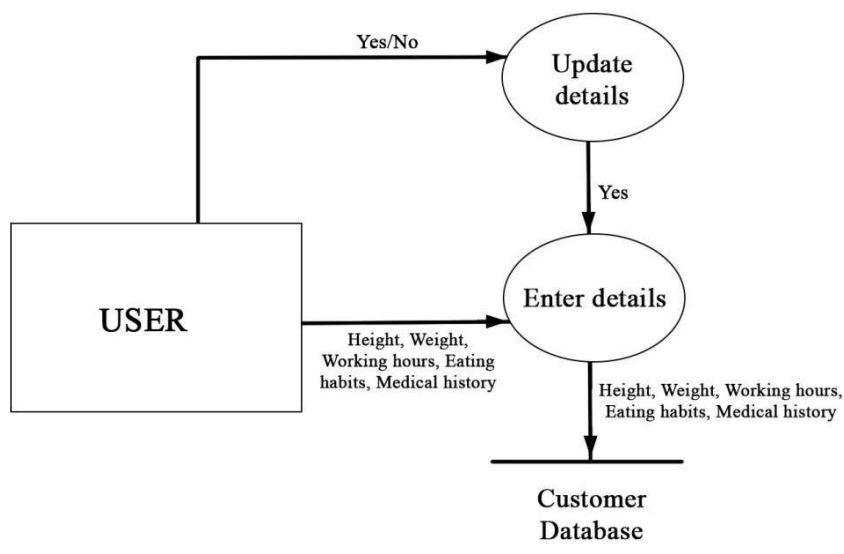 Yes/No
Update
details
Yes
USER
Enter details
Height, Weight,
Working hours, Eating
habits, Medical history
Height, Weight, Working hours,
Eating habits, Medical history
Customer
Database